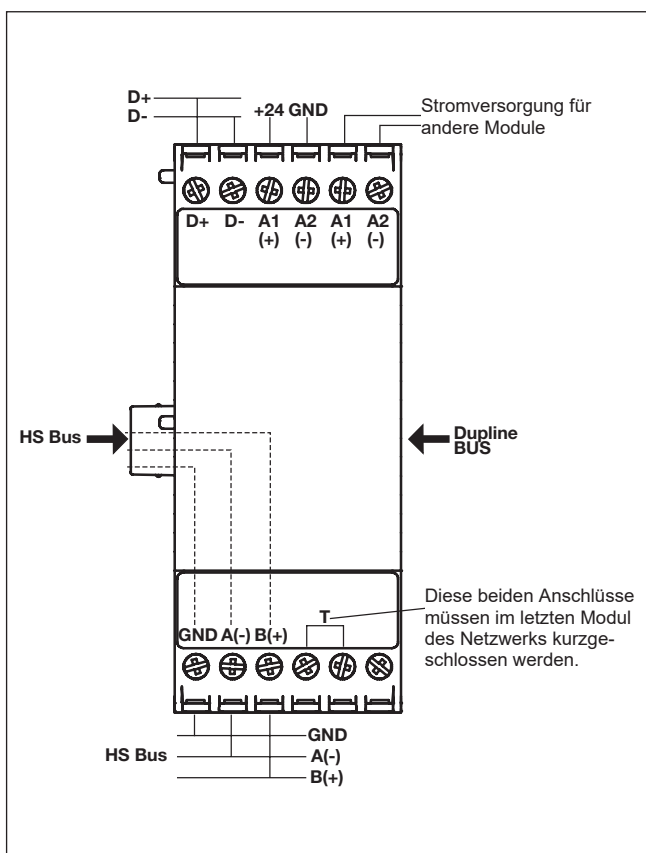 D+
D-
+24 GND
Stromversorgung für
andere Module
D+ D- A1 A2 A1 A2
(+) (-) (+) (-)
HS Bus
Dupline
BUS
Diese beiden Anschlüsse
müssen im letzten Modul
des Netzwerks kurzge-
schlossen werden.
T
GND A(-) B(+)
GND
HS Bus
A(-)
B(+)